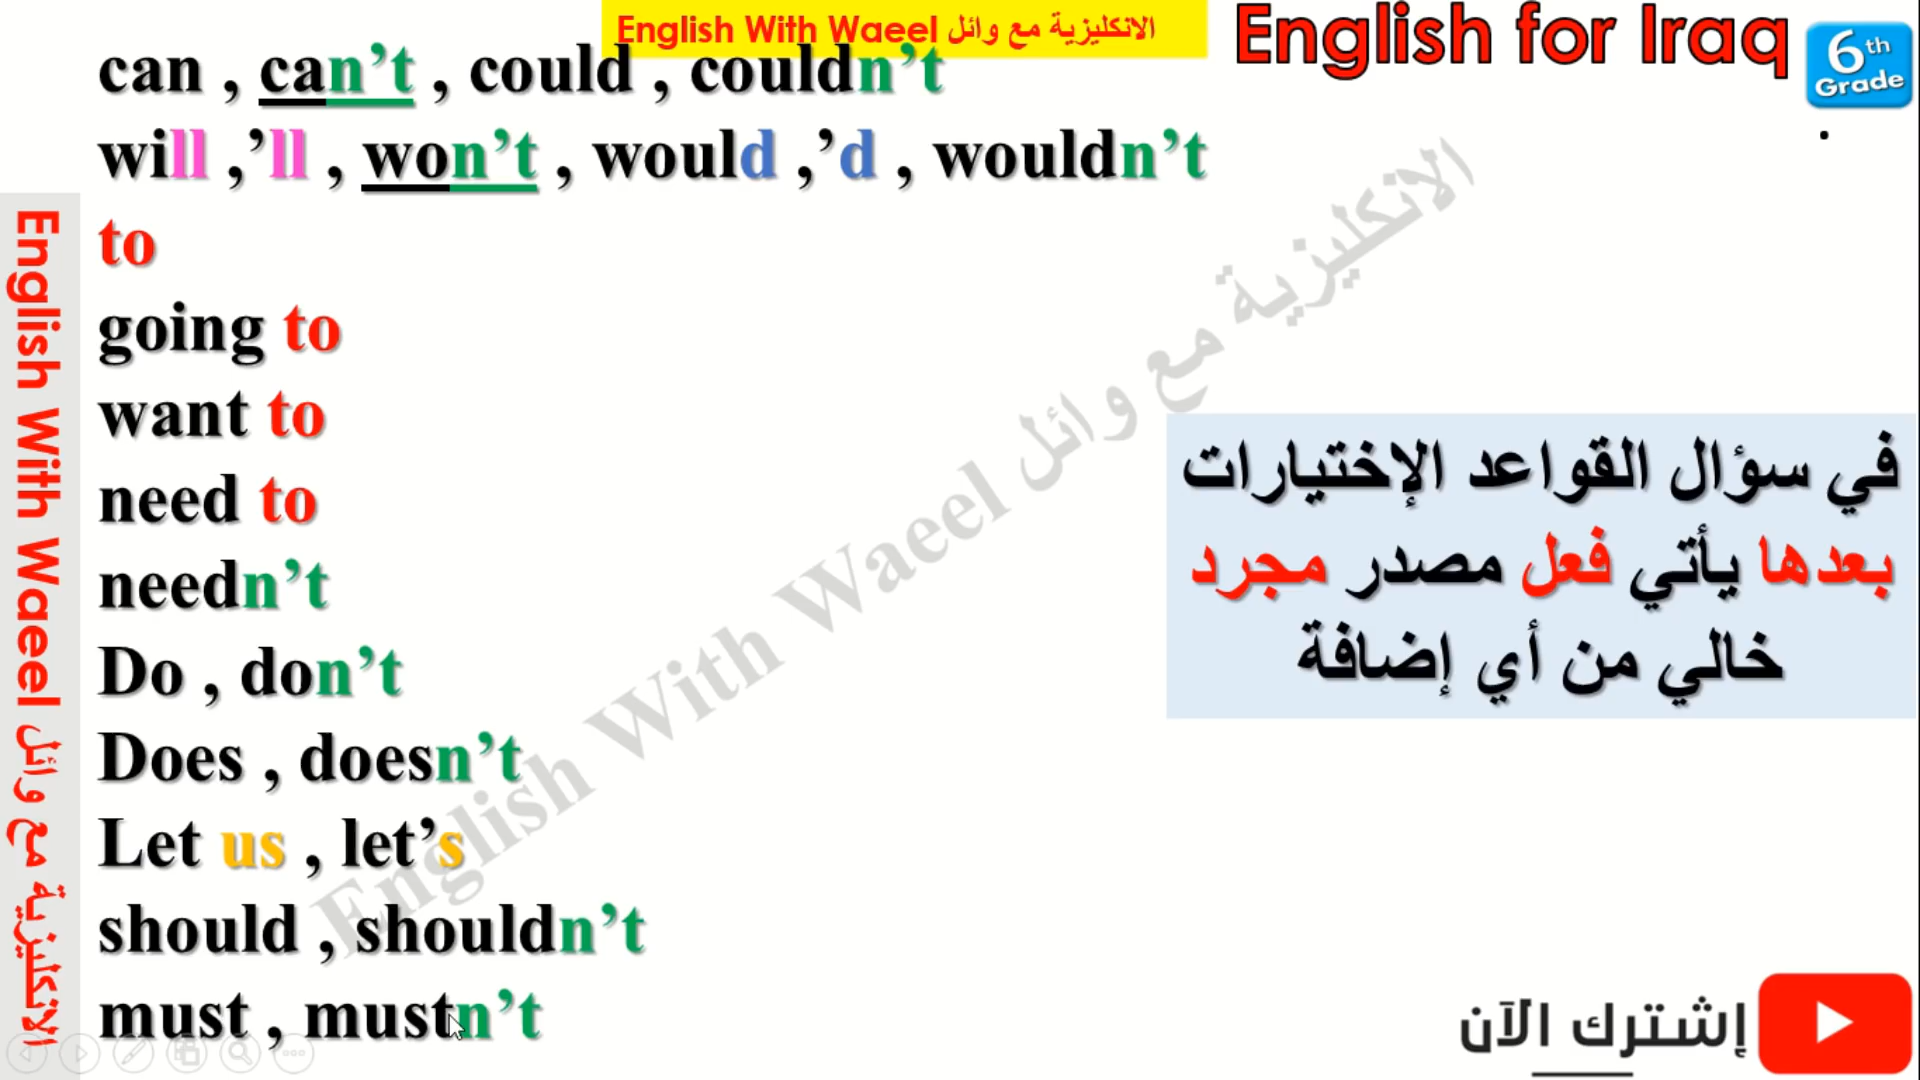 English With Waeel الانكليزية مع وائل
English for Iraq
6th
Grade
can , can’t , could , couldn’t
will ,’ll , won’t , would ,’d , wouldn’t
to
going to
want to
need to
needn’t
Do , don’t
Does , doesn’t
Let us , let’s
should , shouldn’t
must , mustn’t
في سؤال القواعد الإختيارات
بعدها يأتي فعل مصدر مجرد
خالي من أي إضافة
إشترك الآن
English With Waeel الانكليزية مع وائل
English With Waeel الانكليزية مع وائل